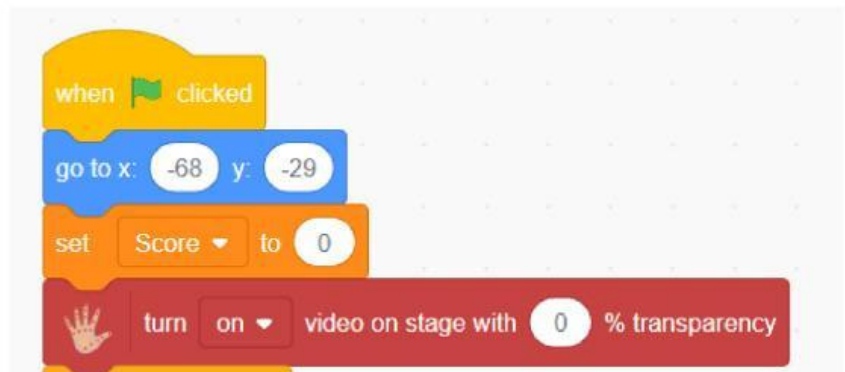 when clicked
go to x: -68 y: -29
set Score to 0
turn on video on stage with 0 % transparency